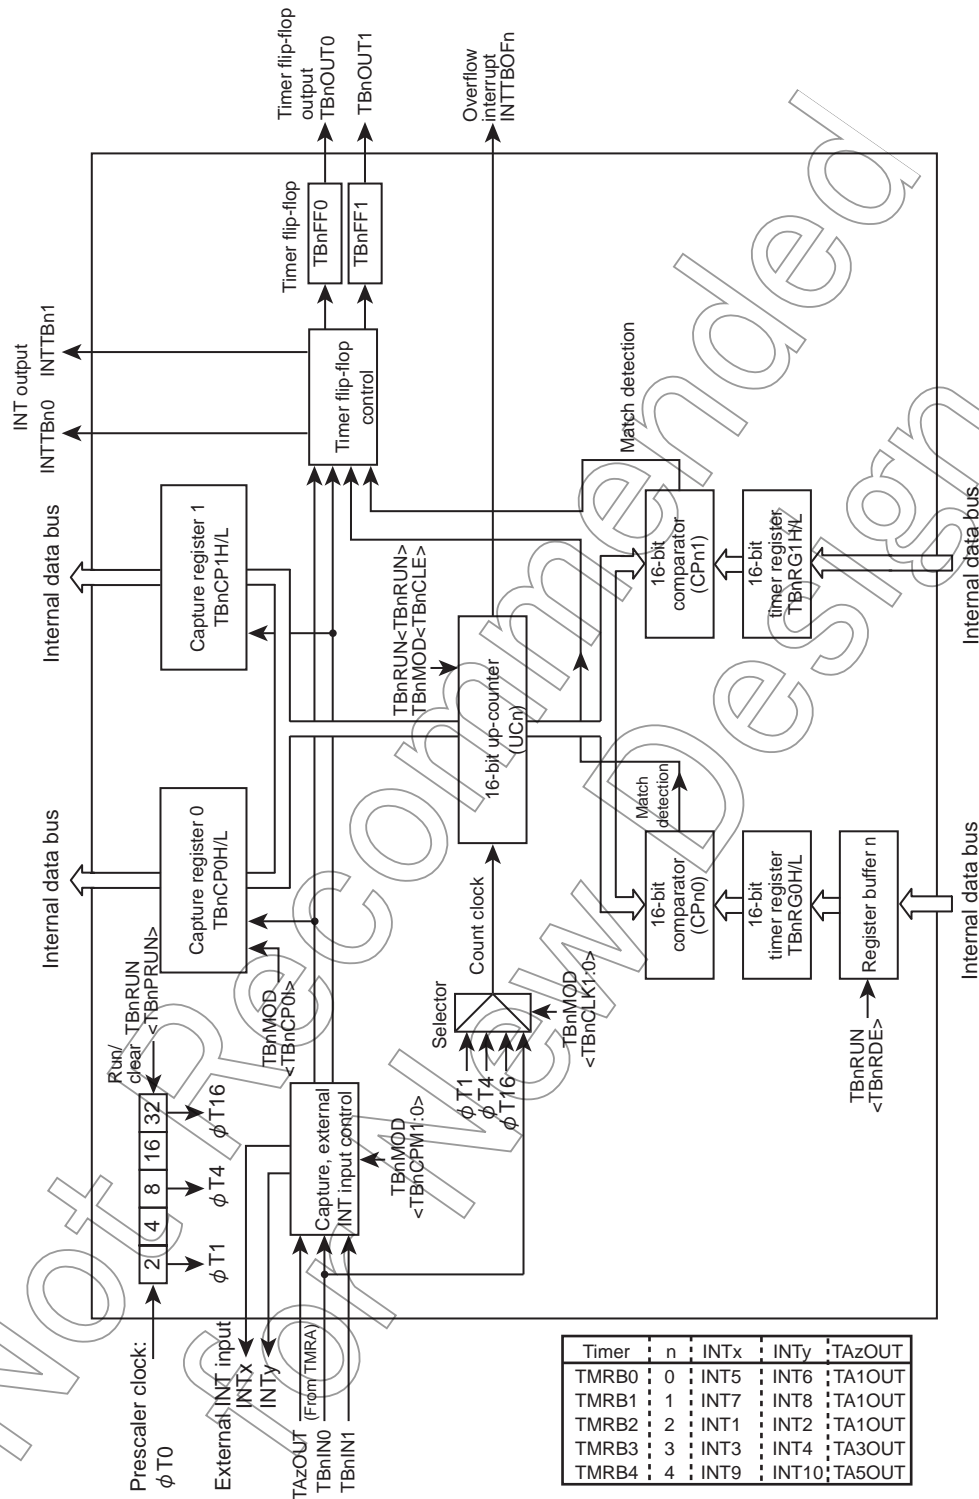 Prescaler clock:
φT0
2 4 8 16 32
φT1
φT4
φT16
Run/
clear
TBnRUN
<TBnPRUN>
Internal data bus
Internal data bus
INT output
INTTBn0
INTTBn1
External INT input
INTx
INTy
TAzOUT
(From TMRA)
TBnIN0
TBnIN1
Capture, external
INT input control
TBnMOD
<TBnCPM1:0>
TBnMOD
<TBnCP0I>
Capture register 0
TBnCP0H/L
Capture register 1
TBnCP1H/L
Timer flip-flop
control
Timer flip-flop
TBnFF0
TBnFF1
Timer flip-flop
output
TBnOUT0
TBnOUT1
Selector
φT1
φT4
φT16
TBnMOD
<TBnCLK1:0>
Count clock
16-bit up-counter
(UCn)
TBnRUN<TBnRUN>
TBnMOD<TBnCLE>
Overflow
interrupt
INTTBOFn
Match
detection
Match detection
16-bit
comparator
(CPn0)
16-bit
comparator
(CPn1)
16-bit
timer register
TBnRG0H/L
16-bit
timer register
TBnRG1H/L
Register buffer n
TBnRUN
<TBnRDE>
Internal data bus
Internal data bus
Timer n INTx INTy TAzOUT
TMRB0 0 INT5 INT6 TA1OUT
TMRB1 1 INT7 INT8 TA1OUT
TMRB2 2 INT1 INT2 TA1OUT
TMRB3 3 INT3 INT4 TA3OUT
TMRB4 4 INT9 INT10 TA5OUT
Not Recommended
for New Design